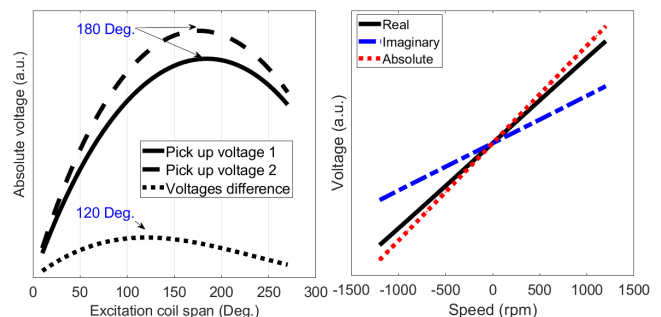 180 Deg.
Absolute voltage (a.u.)
Pick up voltage 1
Pick up voltage 2
Voltages difference
120 Deg.
0 50 100 150 200 250 300
Excitation coil span (Deg.)
Real
Imaginary
Absolute
Voltage (a.u.)
-1500 -1000 -500 0 500 1000 1500
Speed (rpm)